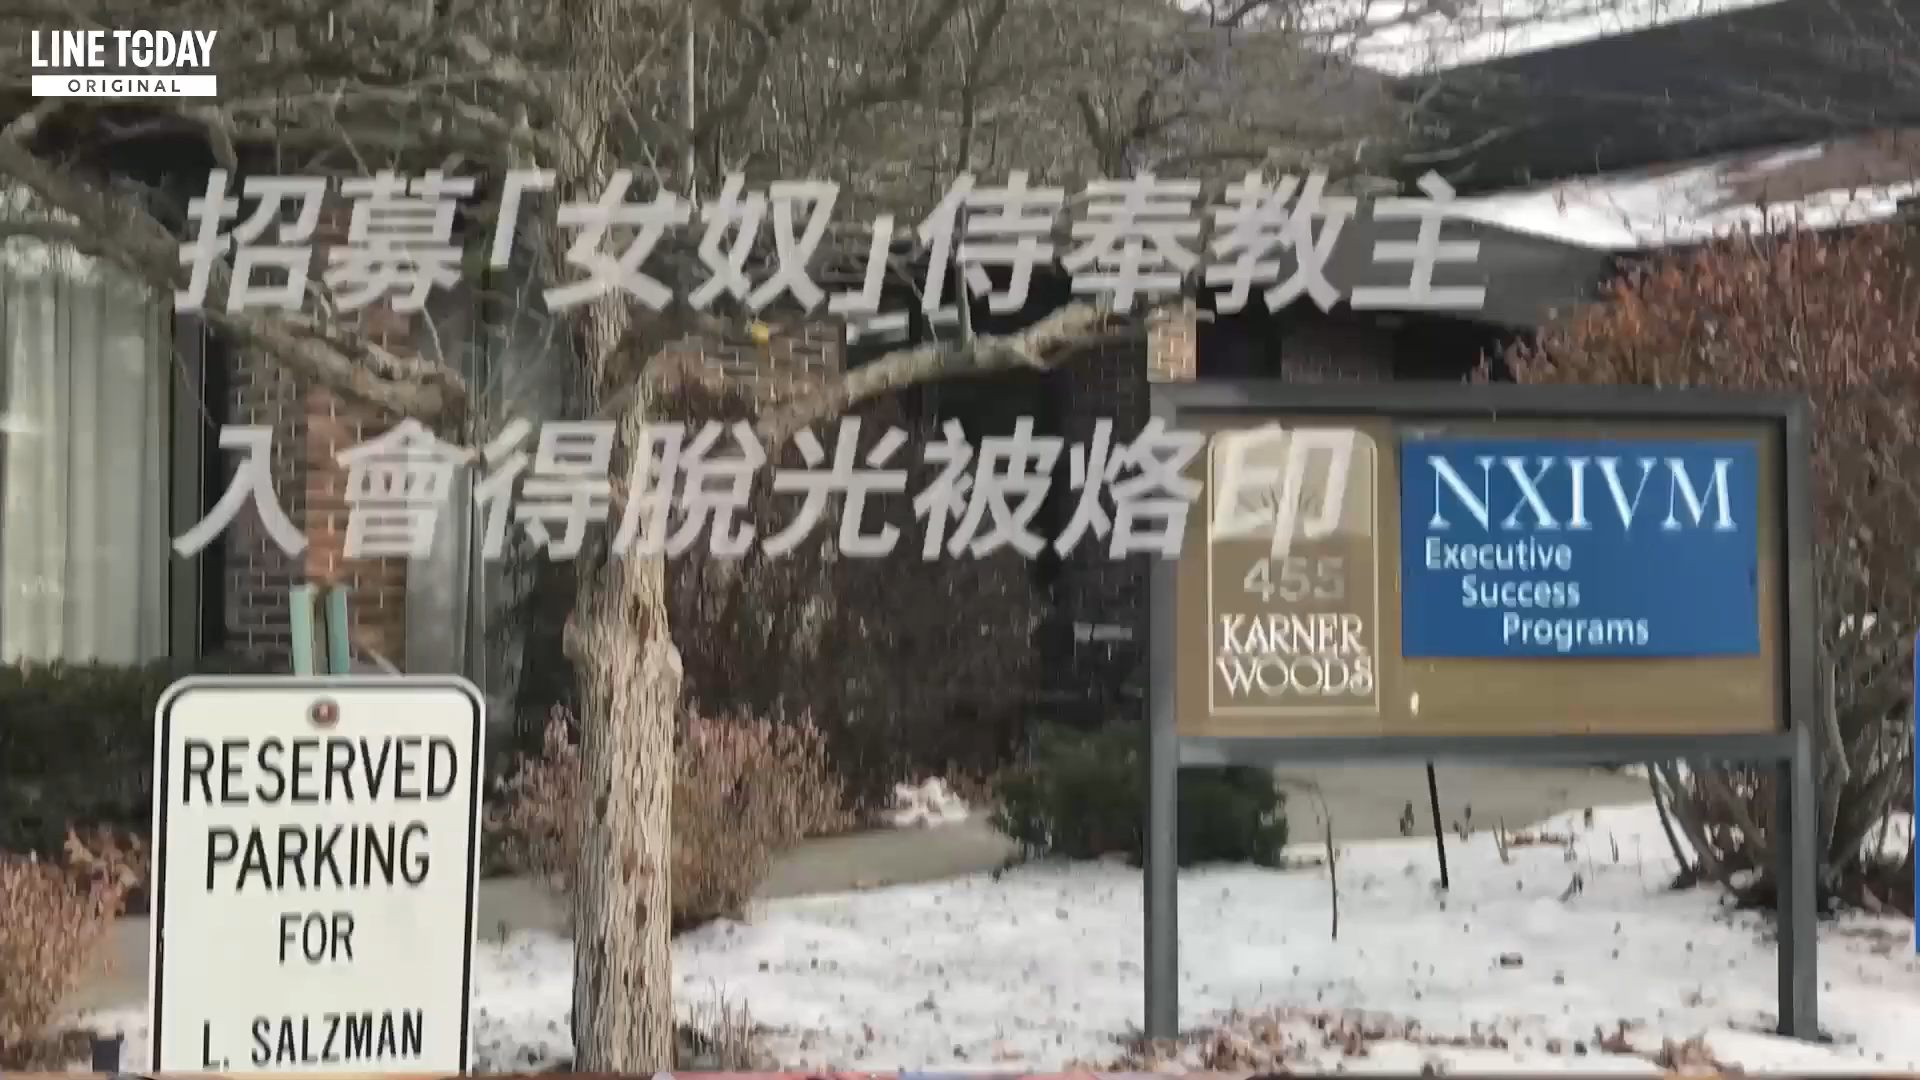 LINE TODAY
ORIGINAL
招募「女奴」侍奉教主
入會得脫光被烙印
NXIVM
Executive
Success
Programs
455
KARNER
WOODS
RESERVED
PARKING
FOR
L. SALZMAN